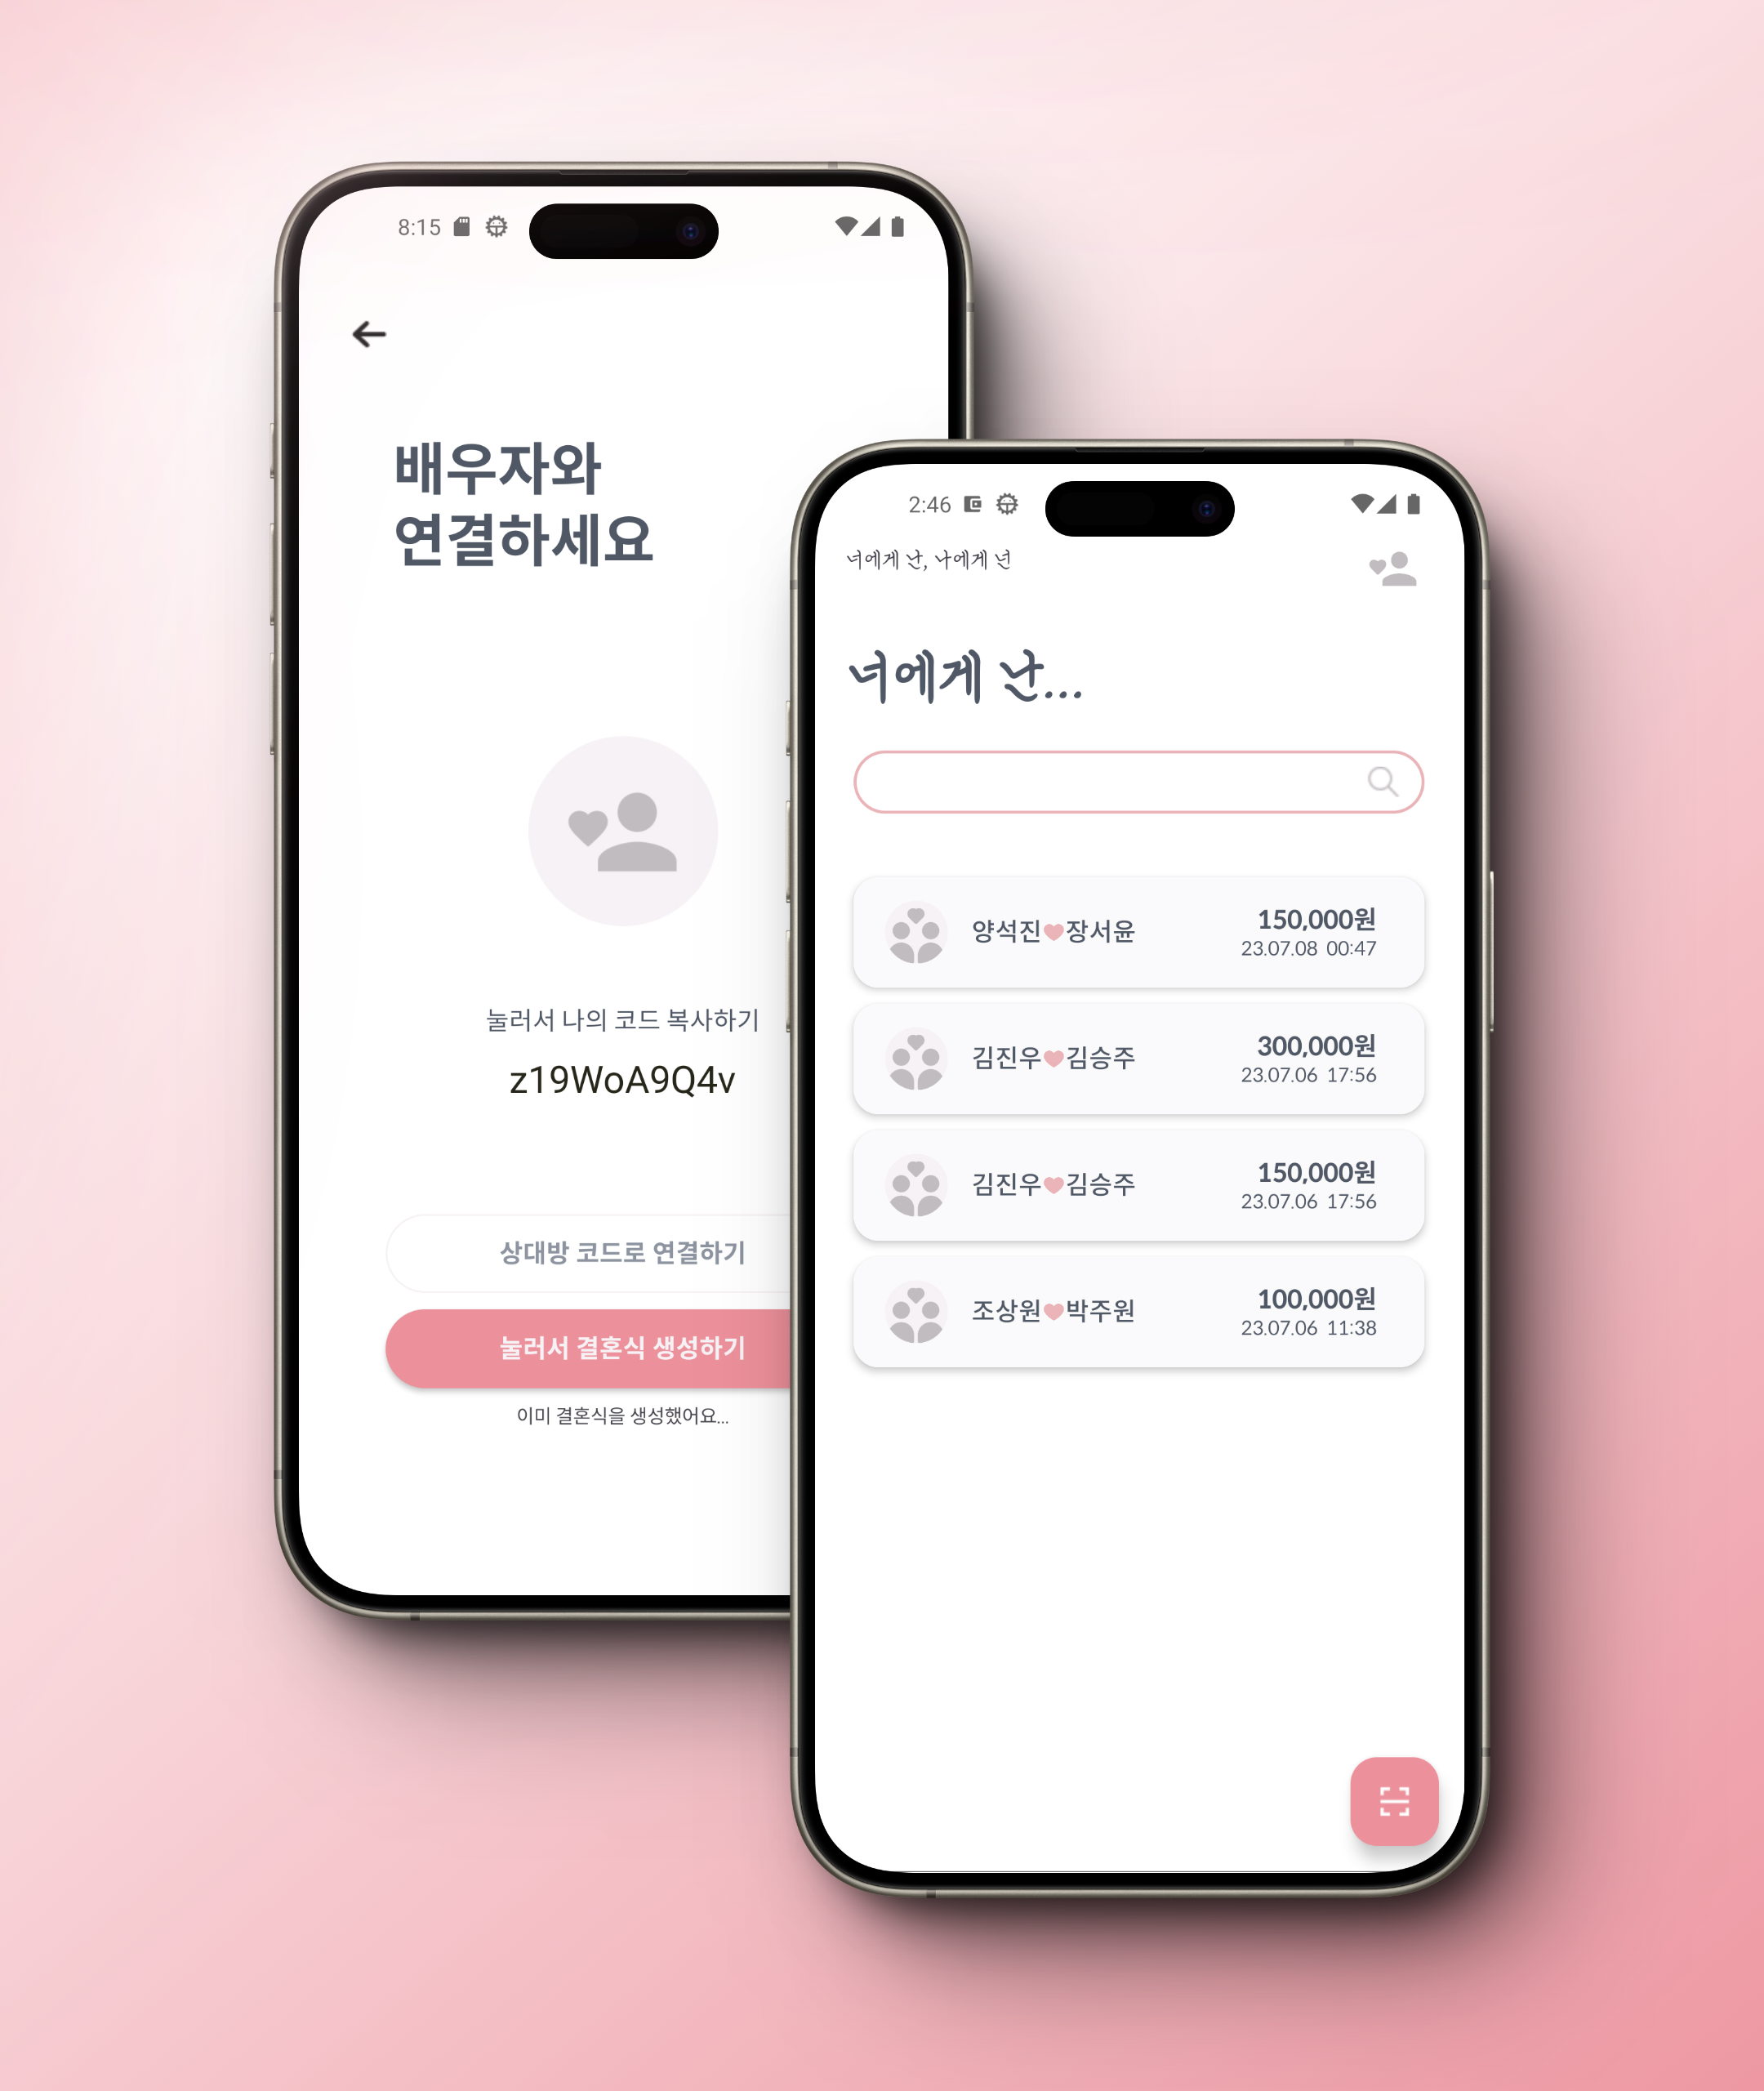 8:15
배우자와
연결하세요
눌러서 나의 코드 복사하기
z19WoA9Q4v
상대방 코드로 연결하기
눌러서 결혼식 생성하기
이미 결혼식을 생성했어요...
2:46
너에게 난, 나에게 넌
너에게 난...
양석진♥장서윤
150,000원
23.07.08 00:47
김진우♥김승주
300,000원
23.07.06 17:56
김진우♥김승주
150,000원
23.07.06 17:56
조상원♥박주원
100,000원
23.07.06 11:38